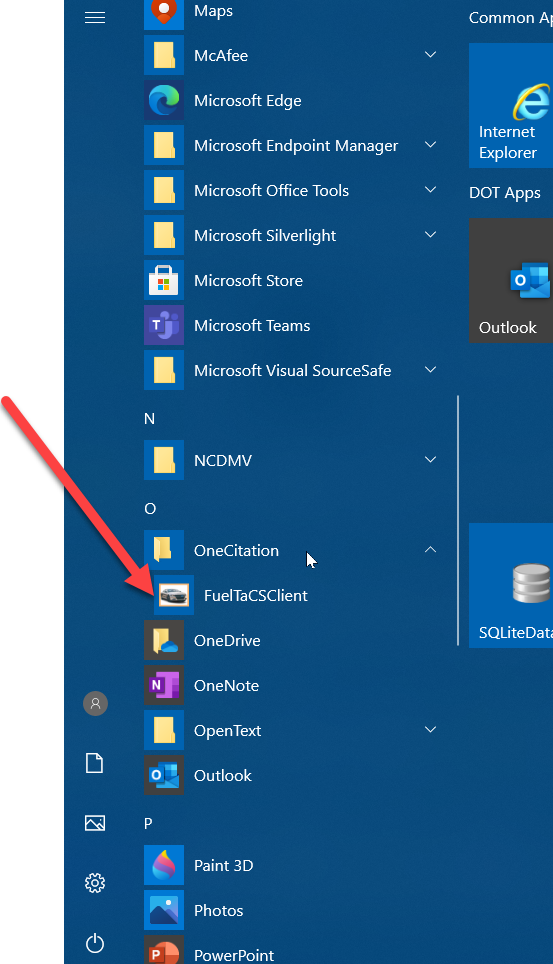 Maps
McAfee
Microsoft Edge
Microsoft Endpoint Manager
Microsoft Office Tools
Microsoft Silverlight
Microsoft Store
Microsoft Teams
Microsoft Visual SourceSafe
N
NCDMV
O
OneCitation
FuelTaCSClient
OneDrive
OneNote
OpenText
Outlook
P
Paint 3D
Photos
PowerPoint
Common Ap
Internet
Explorer
DOT Apps
Outlook
SQLiteData